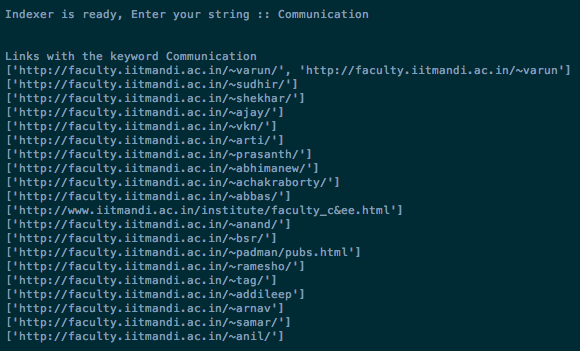 Indexer is ready, Enter your string :: Communication
Links with the keyword Communication
['http://faculty.iitmandi.ac.in/~varun/', 'http://faculty.iitmandi.ac.in/~varun']
['http://faculty.iitmandi.ac.in/~sudhir/']
['http://faculty.iitmandi.ac.in/~shekhar/']
['http://faculty.iitmandi.ac.in/~ajay/']
['http://faculty.iitmandi.ac.in/~vkn/']
['http://faculty.iitmandi.ac.in/~arti/']
['http://faculty.iitmandi.ac.in/~prasanth/']
['http://faculty.iitmandi.ac.in/~abhimanew/']
['http://faculty.iitmandi.ac.in/~achakraborty/']
['http://faculty.iitmandi.ac.in/~abbas/']
['http://www.iitmandi.ac.in/institute/faculty_c&ee.html']
['http://faculty.iitmandi.ac.in/~anand/']
['http://faculty.iitmandi.ac.in/~bsr/']
['http://faculty.iitmandi.ac.in/~padman/pubs.html']
['http://faculty.iitmandi.ac.in/~ramesho/']
['http://faculty.iitmandi.ac.in/~tag/']
['http://faculty.iitmandi.ac.in/~addileep']
['http://faculty.iitmandi.ac.in/~arnav']
['http://faculty.iitmandi.ac.in/~samar/']
['http://faculty.iitmandi.ac.in/~anil/']